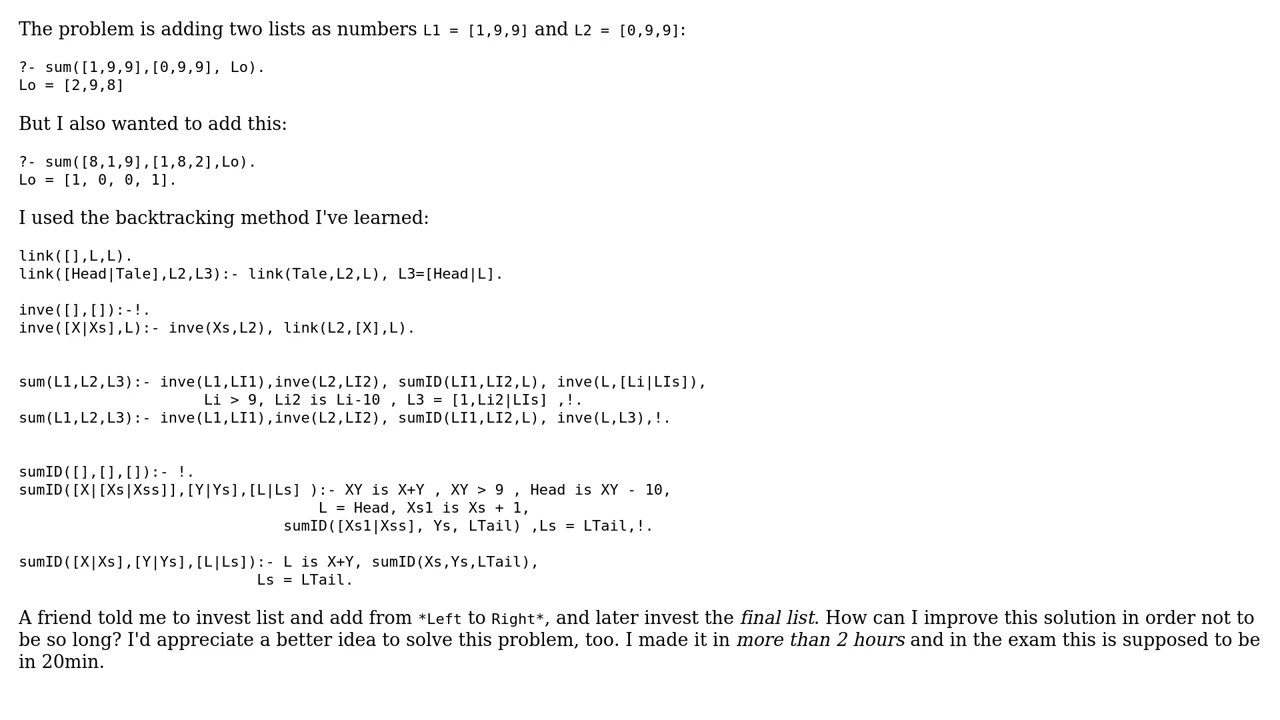 The problem is adding two lists as numbers L1 = [1,9,9] and L2 = [0,9,9]:
?- sum([1,9,9],[0,9,9], Lo).
Lo = [2,9,8]
But I also wanted to add this:
?- sum([8,1,9],[1,8,2],Lo).
Lo = [1, 0, 0, 1].
I used the backtracking method I've learned:
link([],L,L).
link([Head|Tale],L2,L3):- link(Tale,L2,L), L3=[Head|L].
inve([],[]):-!.
inve([X|Xs],L):- inve(Xs,L2), link(L2,[X],L).
sum(L1,L2,L3):- inve(L1,LI1),inve(L2,LI2), sumID(LI1,LI2,L), inve(L,[Li|LIs]),
Li > 9, Li2 is Li-10 , L3 = [1,Li2|LIs] ,!.
sum(L1,L2,L3):- inve(L1,LI1),inve(L2,LI2), sumID(LI1,LI2,L), inve(L,L3),!.
sumID([],[],[]):- !.
sumID([X|[Xs|Xss]],[Y|Ys],[L|Ls] ):- XY is X+Y , XY > 9 , Head is XY - 10,
L = Head, Xs1 is Xs + 1,
sumID([Xs1|Xss], Ys, LTail) ,Ls = LTail,!.
sumID([X|Xs],[Y|Ys],[L|Ls]):- L is X+Y, sumID(Xs,Ys,LTail),
Ls = LTail.
A friend told me to invest list and add from *Left to Right*, and later invest the final list. How can I improve this solution in order not to
be so long? I'd appreciate a better idea to solve this problem, too. I made it in more than 2 hours and in the exam this is supposed to be
in 20min.